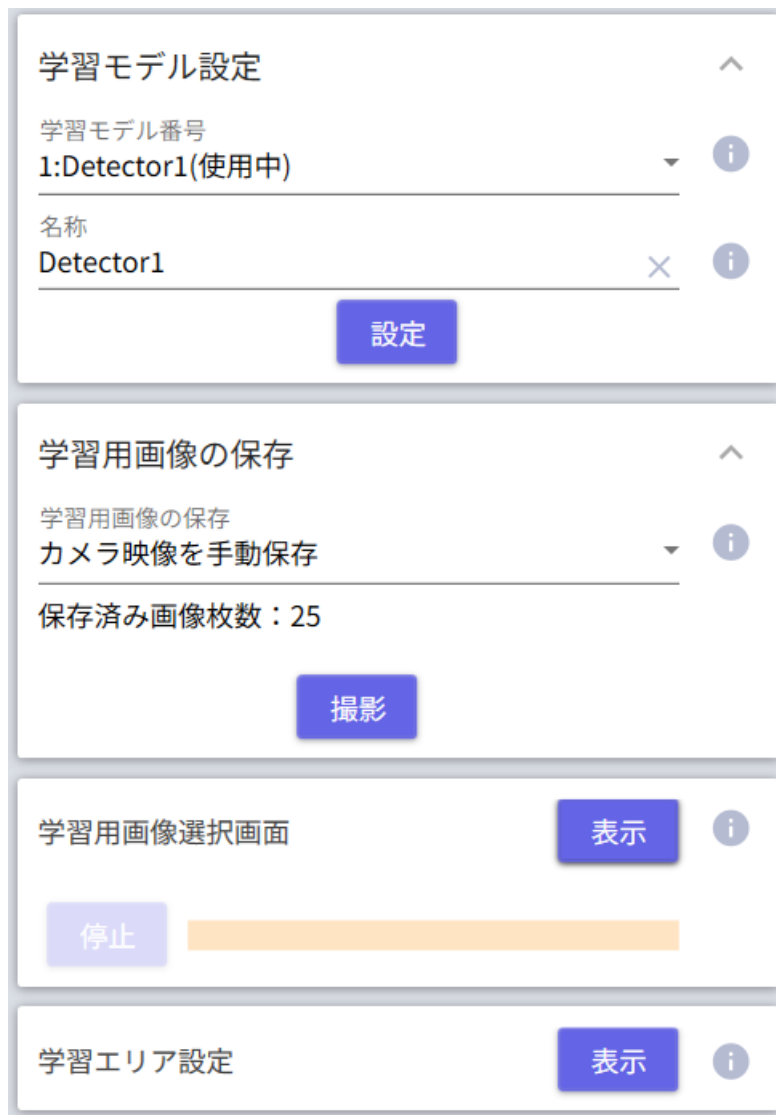 学習モデル設定
学習モデル番号
1:Detector1(使用中)
名称
Detector1
設定
学習用画像の保存
学習用画像の保存
カメラ映像を手動保存
保存済み画像枚数：25
撮影
学習用画像選択画面
表示
停止
学習エリア設定
表示